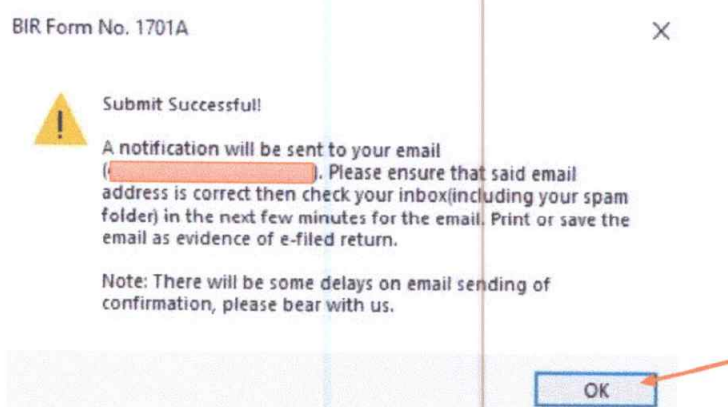 BIR Form No. 1701A
Submit Successful!
A notification will be sent to your email
( ). Please ensure that said email
address is correct then check your inbox(including your spam
folder) in the next few minutes for the email. Print or save the
email as evidence of e-filed return.
Note: There will be some delays on email sending of
confirmation, please bear with us.
OK